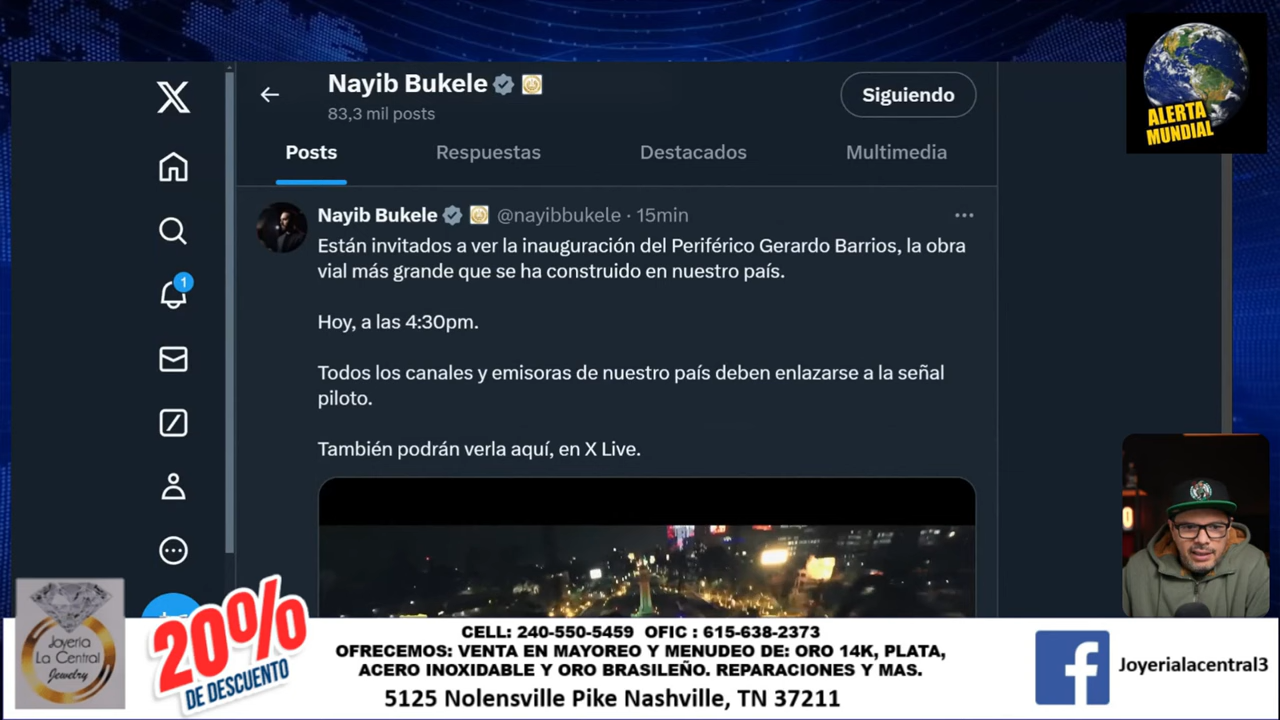 Nayib Bukele
83,3 mil posts
Siguiendo
Posts
Respuestas
Destacados
Multimedia
ALERTA
MUNDIAL
Nayib Bukele @nayibbukele · 15min
Están invitados a ver la inauguración del Periférico Gerardo Barrios, la obra
vial más grande que se ha construido en nuestro país.
Hoy, a las 4:30pm.
Todos los canales y emisoras de nuestro país deben enlazarse a la señal
piloto.
También podrán verla aquí, en X Live.
1
Joyeria
La Central
Jewelry
20%
DE DESCUENTO
CELL: 240-550-5459 OFIC : 615-638-2373
OFRECEMOS: VENTA EN MAYOREO Y MENUDEO DE: ORO 14K, PLATA,
ACERO INOXIDABLE Y ORO BRASILEÑO. REPARACIONES Y MAS.
5125 Nolensville Pike Nashville, TN 37211
Joyerialacentral3